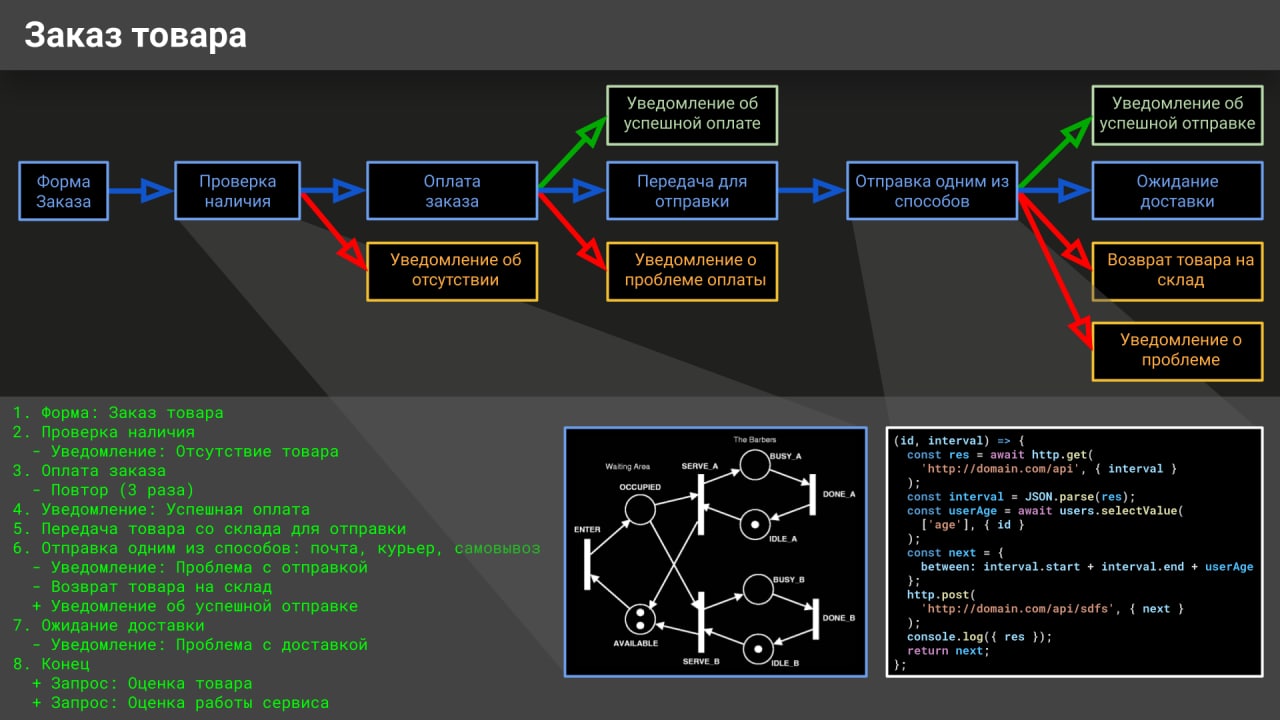 Заказ товара
Уведомление об
успешной оплате
Уведомление об
успешной отправке
Форма
Заказа
Проверка
наличия
Оплата
заказа
Передача для
отправки
Отправка одним из
способов
Ожидание
доставки
Уведомление об
отсутствии
Уведомление о
проблеме оплаты
Возврат товара на
склад
Уведомление о
проблеме
1. Форма: Заказ товара
2. Проверка наличия
- Уведомление: Отсутствие товара
3. Оплата заказа
- Повтор (3 раза)
4. Уведомление: Успешная оплата
5. Передача товара со склада для отправки
6. Отправка одним из способов: почта, курьер, самовывоз
- Уведомление: Проблема с отправкой
- Возврат товара на склад
+ Уведомление об успешной отправке
7. Ожидание доставки
- Уведомление: Проблема с доставкой
8. Конец
+ Запрос: Оценка товара
+ Запрос: Оценка работы сервиса
The Barbers
Waiting Area
SERVE_A
BUSY_A
OCCUPIED
DONE_A
ENTER
IDLE_A
BUSY_B
DONE_B
AVAILABLE
SERVE_B
IDLE_B
(id, interval) => {
const res = await http.get(
'http://domain.com/api', { interval }
);
const interval = JSON.parse(res);
const userAge = await users.selectValue(
['age'], { id }
);
const next = {
between: interval.start + interval.end + userAge
};
http.post(
'http://domain.com/api/sdfs', { next }
);
console.log({ res });
return next;
};